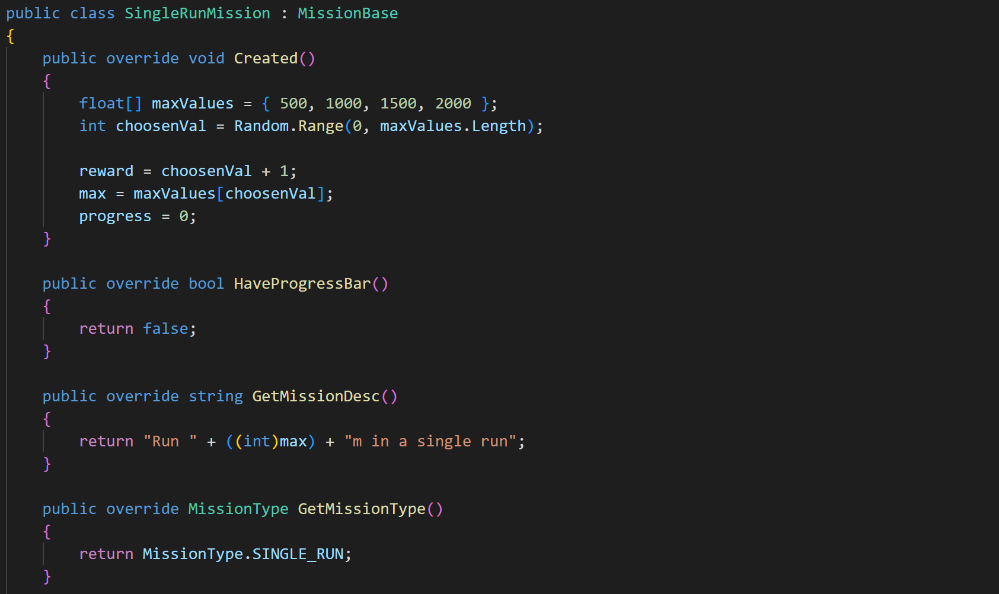 public class SingleRunMission : MissionBase
{
    public override void Created()
    {
        float[] maxValues = { 500, 1000, 1500, 2000 };
        int choosenVal = Random.Range(0, maxValues.Length);

        reward = choosenVal + 1;
        max = maxValues[choosenVal];
        progress = 0;
    }

    public override bool HaveProgressBar()
    {
        return false;
    }

    public override string GetMissionDesc()
    {
        return "Run " + ((int)max) + "m in a single run";
    }

    public override MissionType GetMissionType()
    {
        return MissionType.SINGLE_RUN;
    }